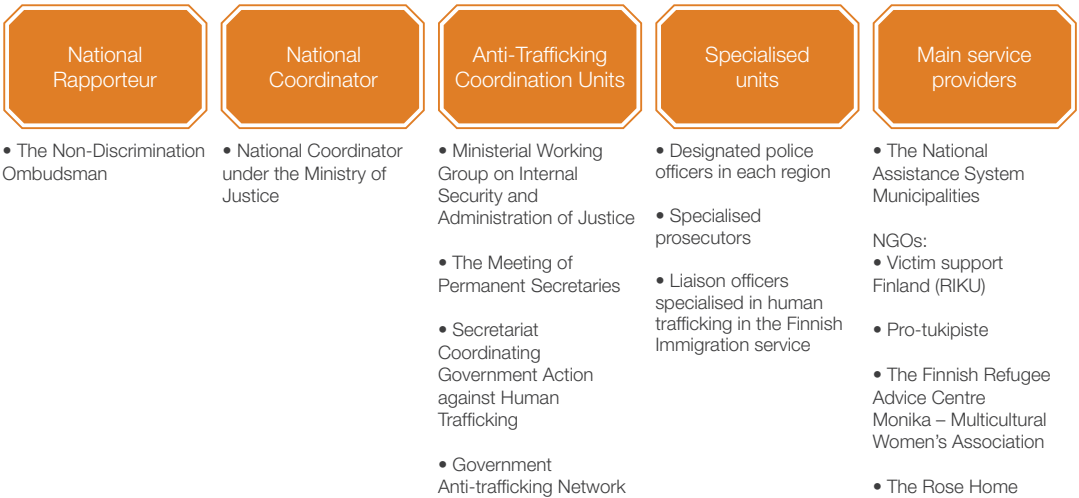 National
Rapporteur
• The Non-Discrimination
Ombudsman
National
Coordinator
• National Coordinator
under the Ministry of
Justice
Anti-Trafficking
Coordination Units
• Ministerial Working
Group on Internal
Security and
Administration of Justice
• The Meeting of
Permanent Secretaries
• Secretariat
Coordinating
Government Action
against Human
Trafficking
• Government
Anti-trafficking Network
Specialised
units
• Designated police
officers in each region
• Specialised
prosecutors
• Liaison officers
specialised in human
trafficking in the Finnish
Immigration service
Main service
providers
• The National
Assistance System
Municipalities
NGOs:
• Victim support
Finland (RIKU)
• Pro-tukipiste
• The Finnish Refugee
Advice Centre
Monika – Multicultural
Women's Association
• The Rose Home